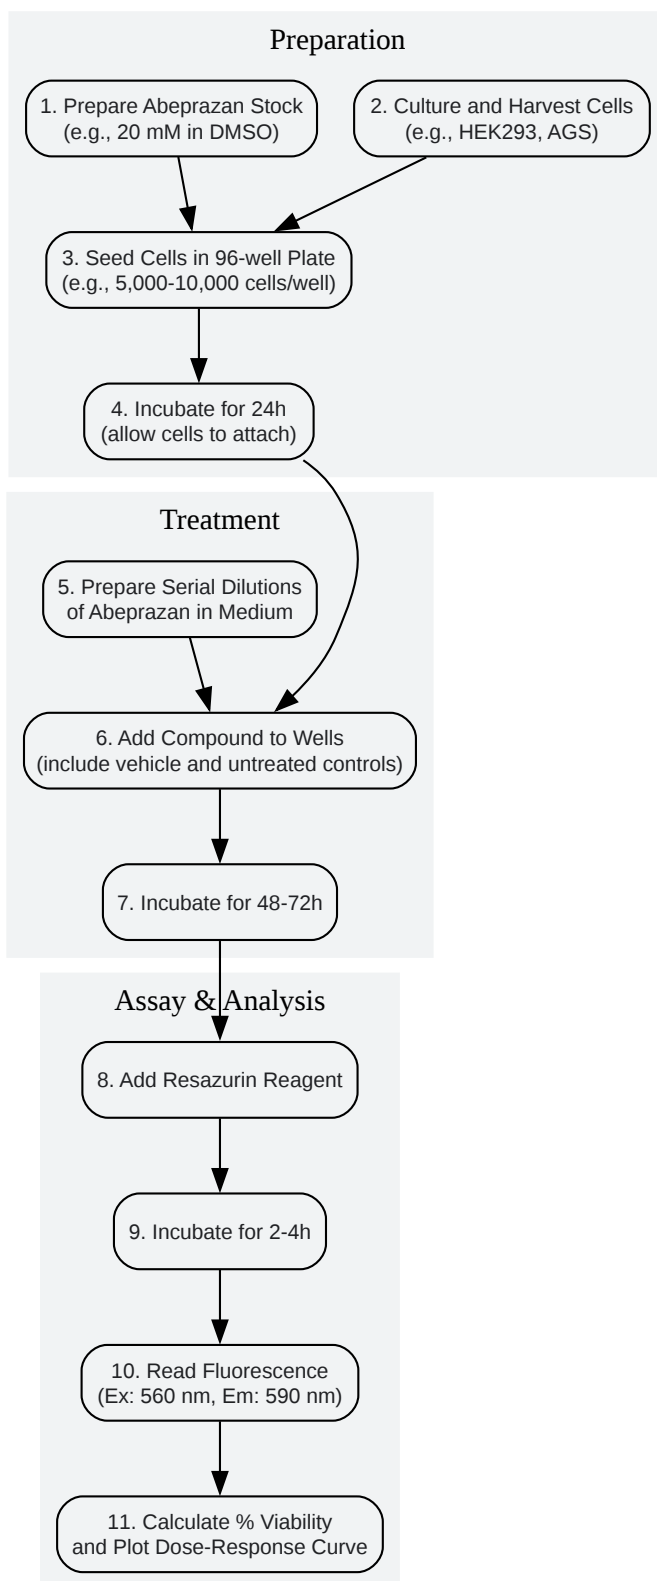 Preparation
1. Prepare Abeprazan Stock
(e.g., 20 mM in DMSO)
2. Culture and Harvest Cells
(e.g., HEK293, AGS)
3. Seed Cells in 96-well Plate
(e.g., 5,000-10,000 cells/well)
4. Incubate for 24h
(allow cells to attach)
Treatment
5. Prepare Serial Dilutions
of Abeprazan in Medium
6. Add Compound to Wells
(include vehicle and untreated controls)
7. Incubate for 48-72h
Assay & Analysis
8. Add Resazurin Reagent
9. Incubate for 2-4h
10. Read Fluorescence
(Ex: 560 nm, Em: 590 nm)
11. Calculate % Viability
and Plot Dose-Response Curve